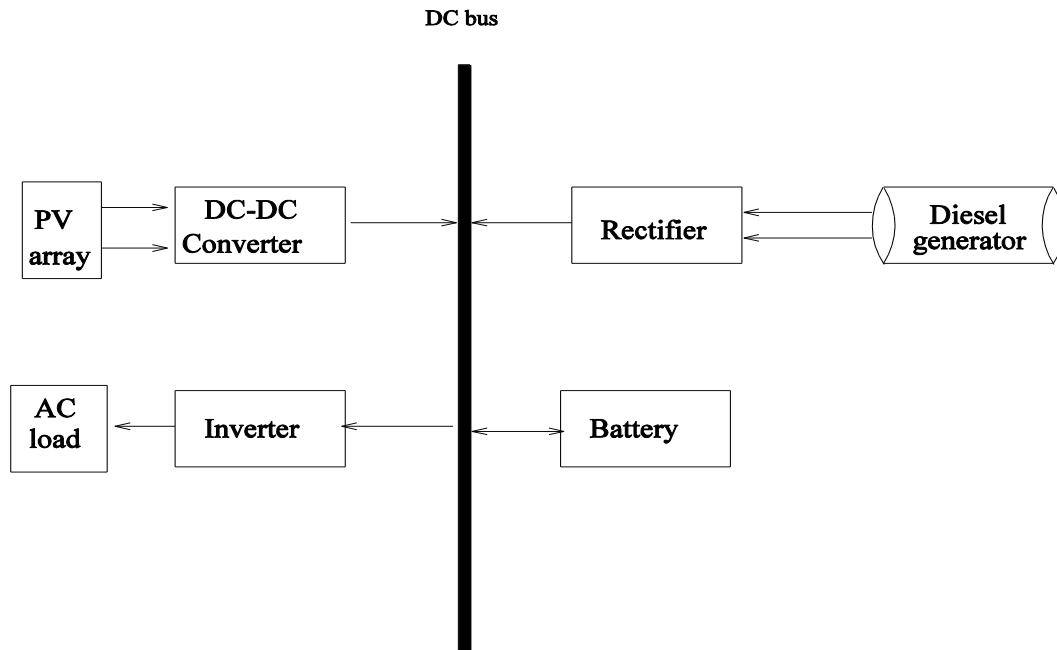 DC bus
PV
array
DC-DC
Converter
Rectifier
Diesel
generator
AC
load
Inverter
Battery